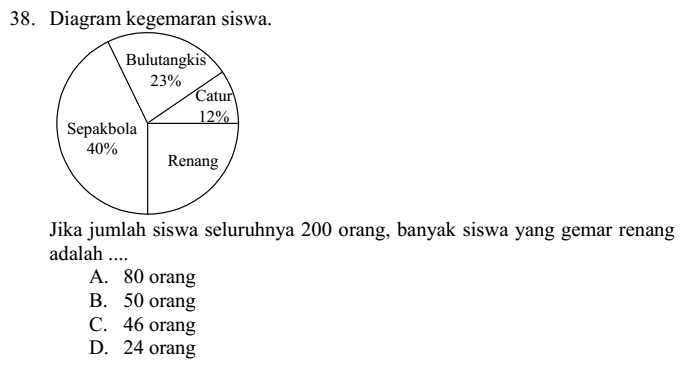 38. Diagram kegemaran siswa.
Bulutangkis
23%
Catur
12%
Sepakbola
40%
Renang
Jika jumlah siswa seluruhnya 200 orang, banyak siswa yang gemar renang
adalah ....
A. 80 orang
B. 50 orang
C. 46 orang
D. 24 orang